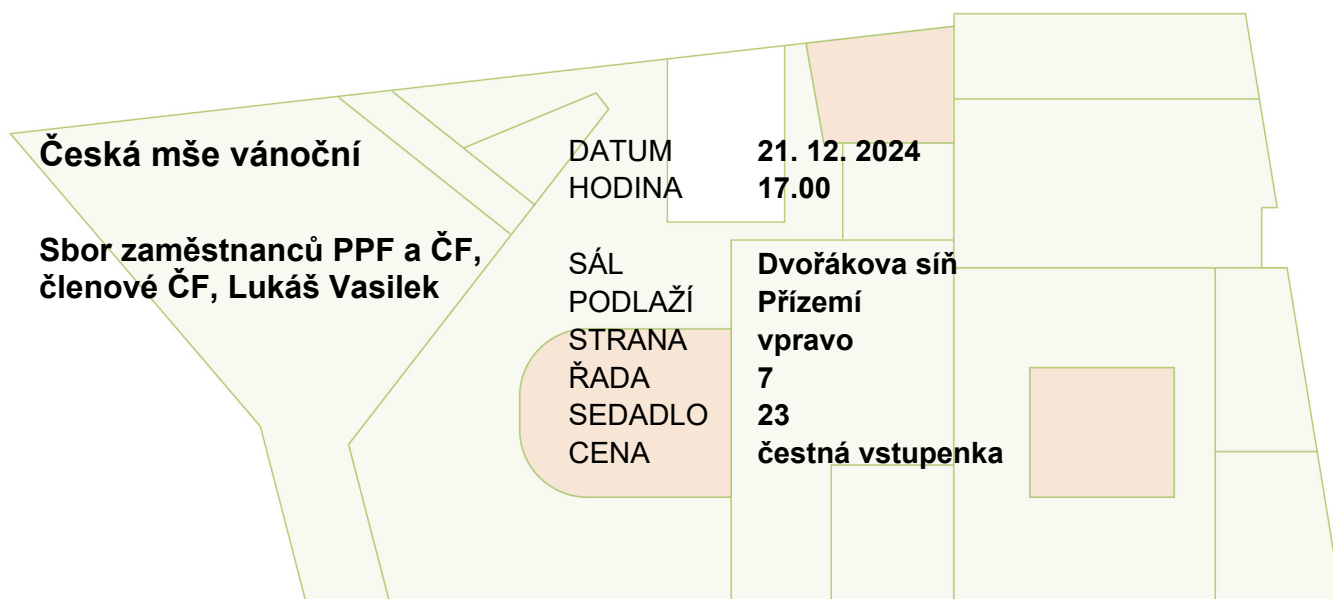 Česká mše vánoční
Sbor zaměstnanců PPF a ČF,
členové ČF, Lukáš Vasilek
DATUM 21. 12. 2024
HODINA 17.00
SÁL Dvořákova síň
PODLAŽÍ Přízemí
STRANA vpravo
ŘADA 7
SEDADLO 23
CENA čestná vstupenka